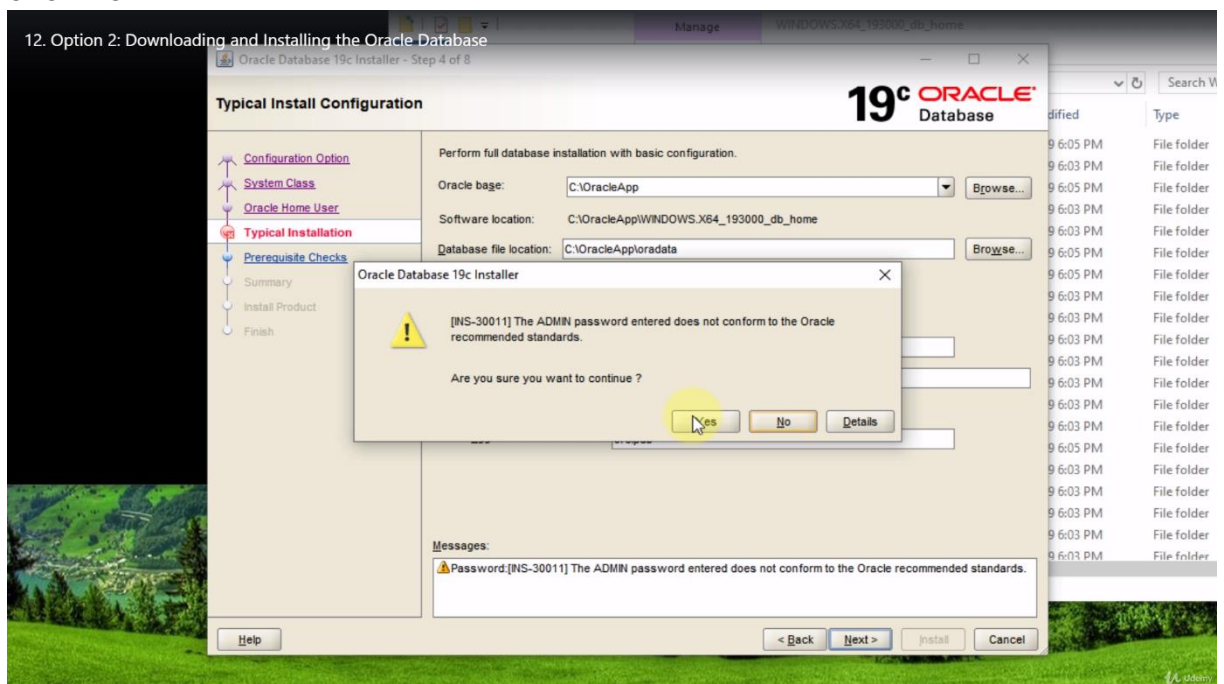 Manage
WINDOWS.X64_193000_db_home
12. Option 2: Downloading and Installing the Oracle Database
Oracle Database 19c Installer - Step 4 of 8
Search W
Typical Install Configuration
19c ORACLE
Database
dified
Type
Configuration Option
System Class
Oracle Home User
Typical Installation
Prerequisite Checks
Summary
Install Product
Finish
Perform full database installation with basic configuration.
Oracle base:
C:\OracleApp
Browse...
Software location:
C:\OracleApp\WINDOWS.X64_193000_db_home
Database file location:
C:\OracleApp\oradata
Browse...
Oracle Database 19c Installer
[INS-30011] The ADMIN password entered does not conform to the Oracle
recommended standards.
Are you sure you want to continue ?
No
Details
Messages:
Password:[INS-30011] The ADMIN password entered does not conform to the Oracle recommended standards.
Help
< Back
Next >
Install
Cancel
9 6:05 PM File folder
9 6:03 PM File folder
9 6:05 PM File folder
9 6:03 PM File folder
9 6:03 PM File folder
9 6:05 PM File folder
9 6:05 PM File folder
9 6:03 PM File folder
9 6:03 PM File folder
9 6:03 PM File folder
9 6:03 PM File folder
9 6:03 PM File folder
9 6:03 PM File folder
9 6:03 PM File folder
9 6:05 PM File folder
9 6:03 PM File folder
9 6:03 PM File folder
9 6:03 PM File folder
9 6:03 PM File folder
9 6:03 PM File folder
Udemy